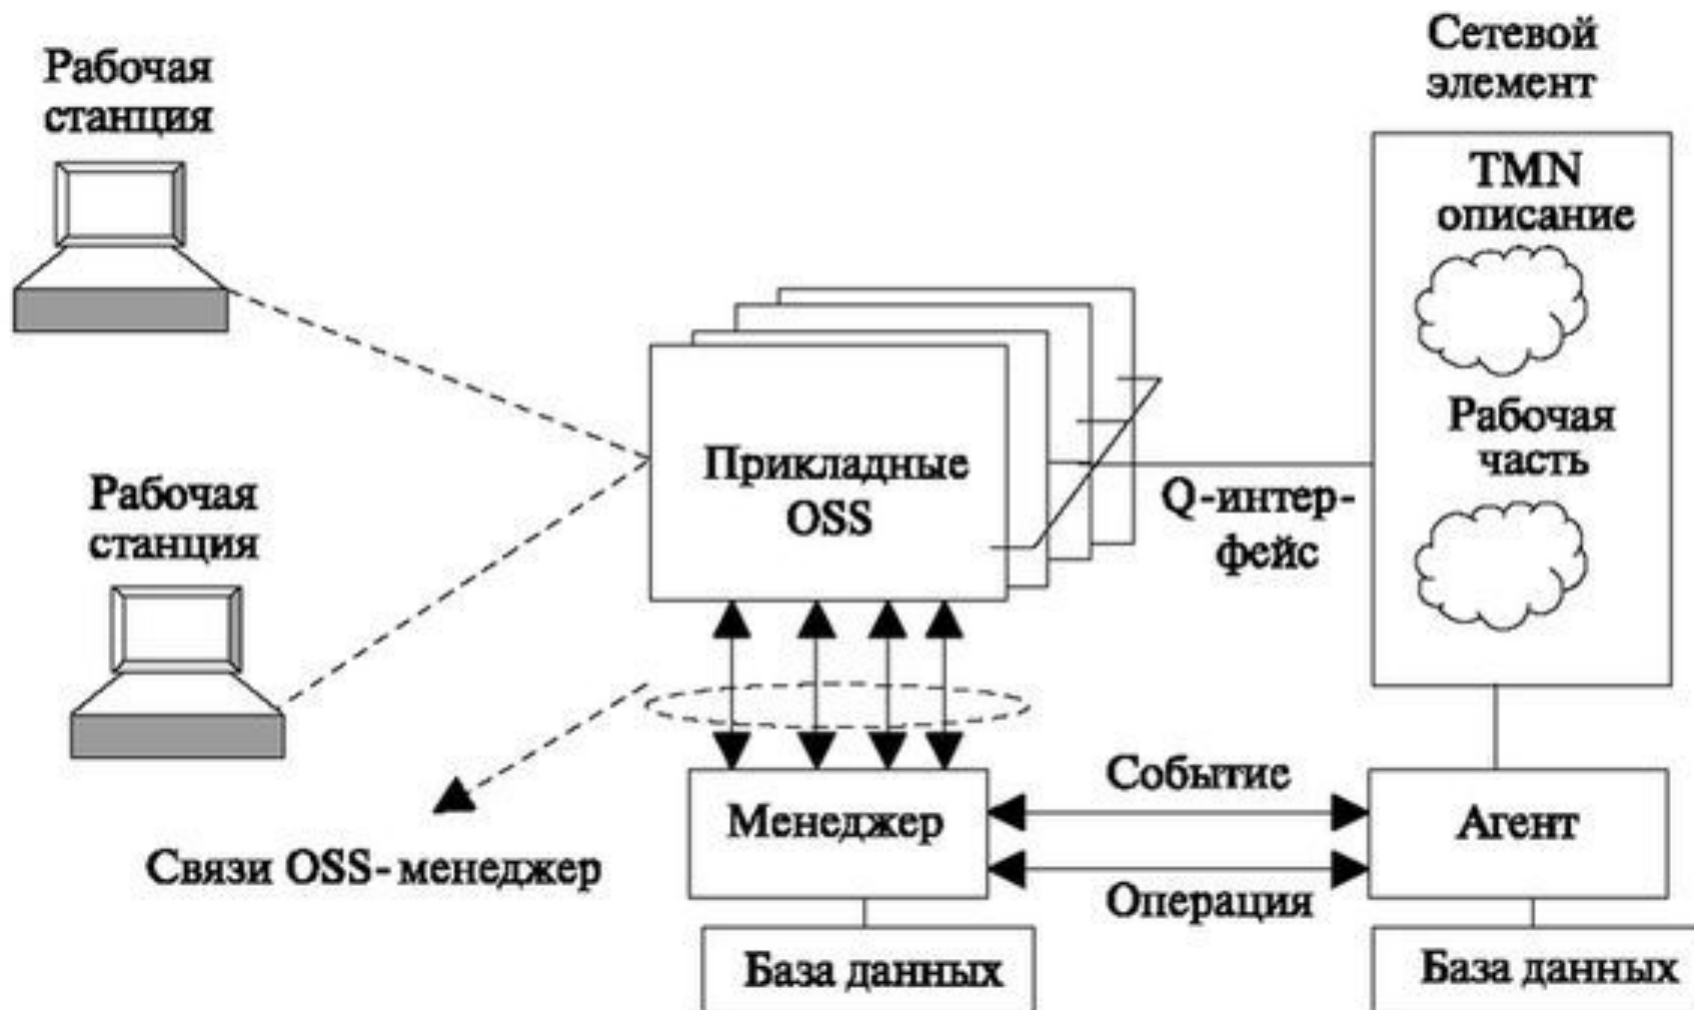 Рабочая
станция
Сетевой
элемент
TMN
описание
Рабочая
часть
Рабочая
станция
Прикладные
OSS
Q-интер-
фейс
Связи OSS-менеджер
Менеджер
Событие
Операция
Агент
База данных
База данных